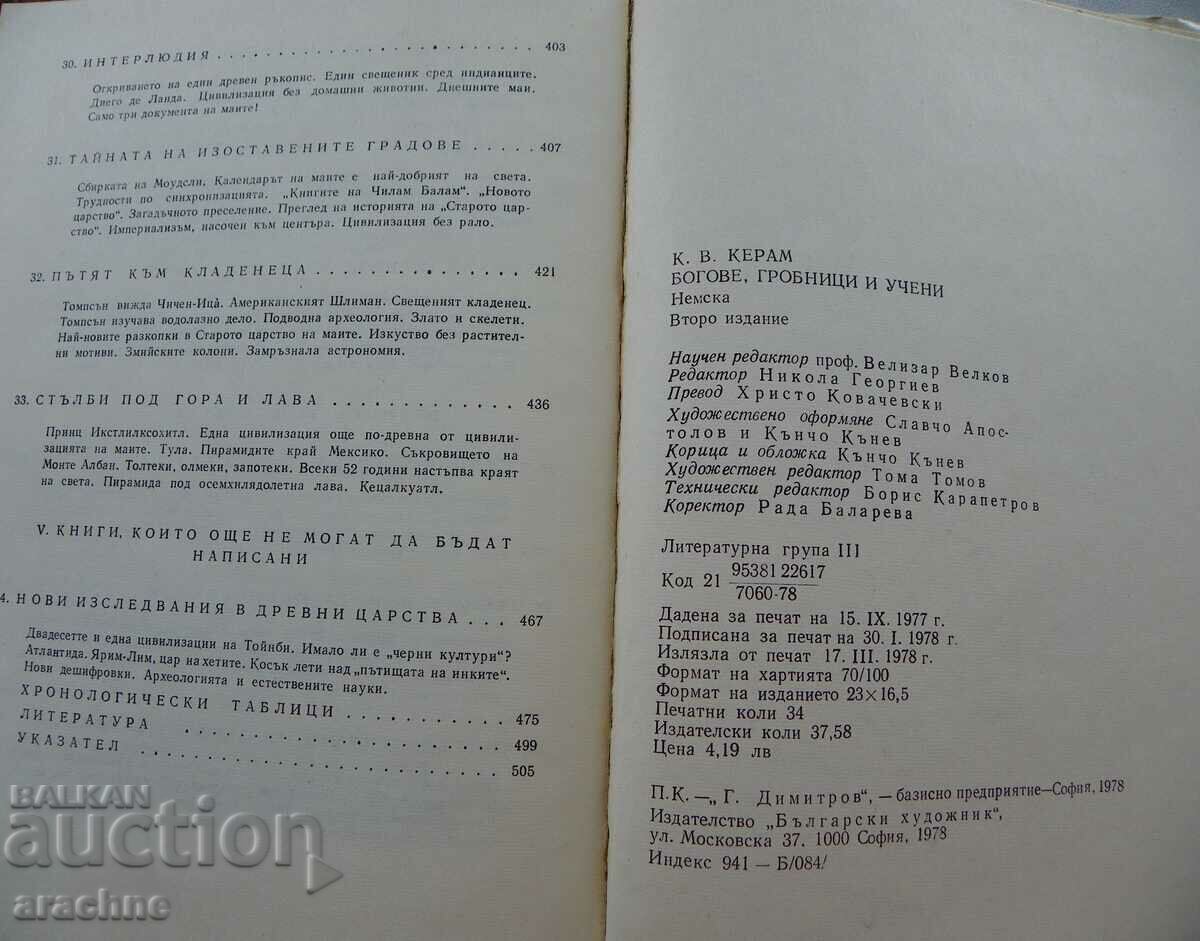 30. ИНТЕРЛЮДИЯ . . . . . . . . . . . . . . . . . . . . . . . 403
Откриването на един древен ръкопис. Един свещеник сред индианците.
Диего де Ланда. Цивилизация без домашни животни. Днешните маи.
Само три документа на маите!
31. ТАЙНАТА НА ИЗОСТАВЕНИТЕ ГРАДОВЕ . . . . . 407
Сбирката на Моудсли. Календарът на маите е най-добрият на света.
Трудности по синхронизацията. „Книгите на Чилам Балам“. „Новото
царство“. Загадъчното преселение. Преглед на историята на „Старото цар-
ство“. Империализъм, насочен към центъра. Цивилизация без рало.
32. ПЪТЯТ КЪМ КЛАДЕНЕЦА . . . . . . . . . . . . . . 421
Томпсън вижда Чичен-Ицà. Американският Шлиман. Свещеният кладенец.
Томпсън изучава водолазно дело. Подводна археология. Злато и скелети.
Най-новите разкопки в Старото царство на маите. Изкуство без растител-
ни мотиви. Змийските колони. Замръзнала астрономия.
33. СТЪЛБИ ПОД ГОРА И ЛАВА . . . . . . . . . . . . . 436
Принц Икстлилксохитл. Една цивилизация още по-древна от цивили-
зацията на маите. Тула. Пирамидите край Мексико. Съкровището на
Монте Албан. Толтеки, олмеки, запотеки. Всеки 52 години настъпва краят
на света. Пирамида под осемхилядолетна лава. Кецалкуатл.
V. КНИГИ, КОИТО ОЩЕ НЕ МОГАТ ДА БЪДАТ
НАПИСАНИ
4. НОВИ ИЗСЛЕДВАНИЯ В ДРЕВНИ ЦАРСТВА . . . 467
Двадесетте и една цивилизации на Тойнби. Имало ли е „черни култури“?
Атлантида. Ярим-Лим, цар на хетите. Косък лети над „пътищата на инките“.
Нови дешифровки. Археологията и естествените науки.
ХРОНОЛОГИЧЕСКИ ТАБЛИЦИ . . . . . . . . . . . 475
ЛИТЕРАТУРА . . . . . . . . . . . . . . . . . . . . . 499
УКАЗАТЕЛ . . . . . . . . . . . . . . . . . . . . . . . 505
К. В. КЕРАМ
БОГОВЕ, ГРОБНИЦИ И УЧЕНИ
Немска
Второ издание
Научен редактор проф. Велизар Велков
Редактор Никола Георгиев
Превод Христо Ковачевски
Художествено оформяне Славчо Апос-
толов и Кънчо Кънев
Корица и обложка Кънчо Кънев
Художествен редактор Тома Томов
Технически редактор Борис Карапетров
Коректор Рада Баларева
Литературна група III
Код 21 95381 22617
7060-78
Дадена за печат на 15. IX. 1977 г.
Подписана за печат на 30. I. 1978 г.
Излязла от печат 17. III. 1978 г.
Формат на хартията 70/100
Формат на изданието 23×16,5
Печатни коли 34
Издателски коли 37,58
Цена 4,19 лв
П.К. —„ Г. Димитров“, — базисно предприятие—София, 1978
Издателство „Български художник“,
ул. Московска 37. 1000 София, 1978
Индекс 941 — Б/084/
BALKAN
auction
arachne